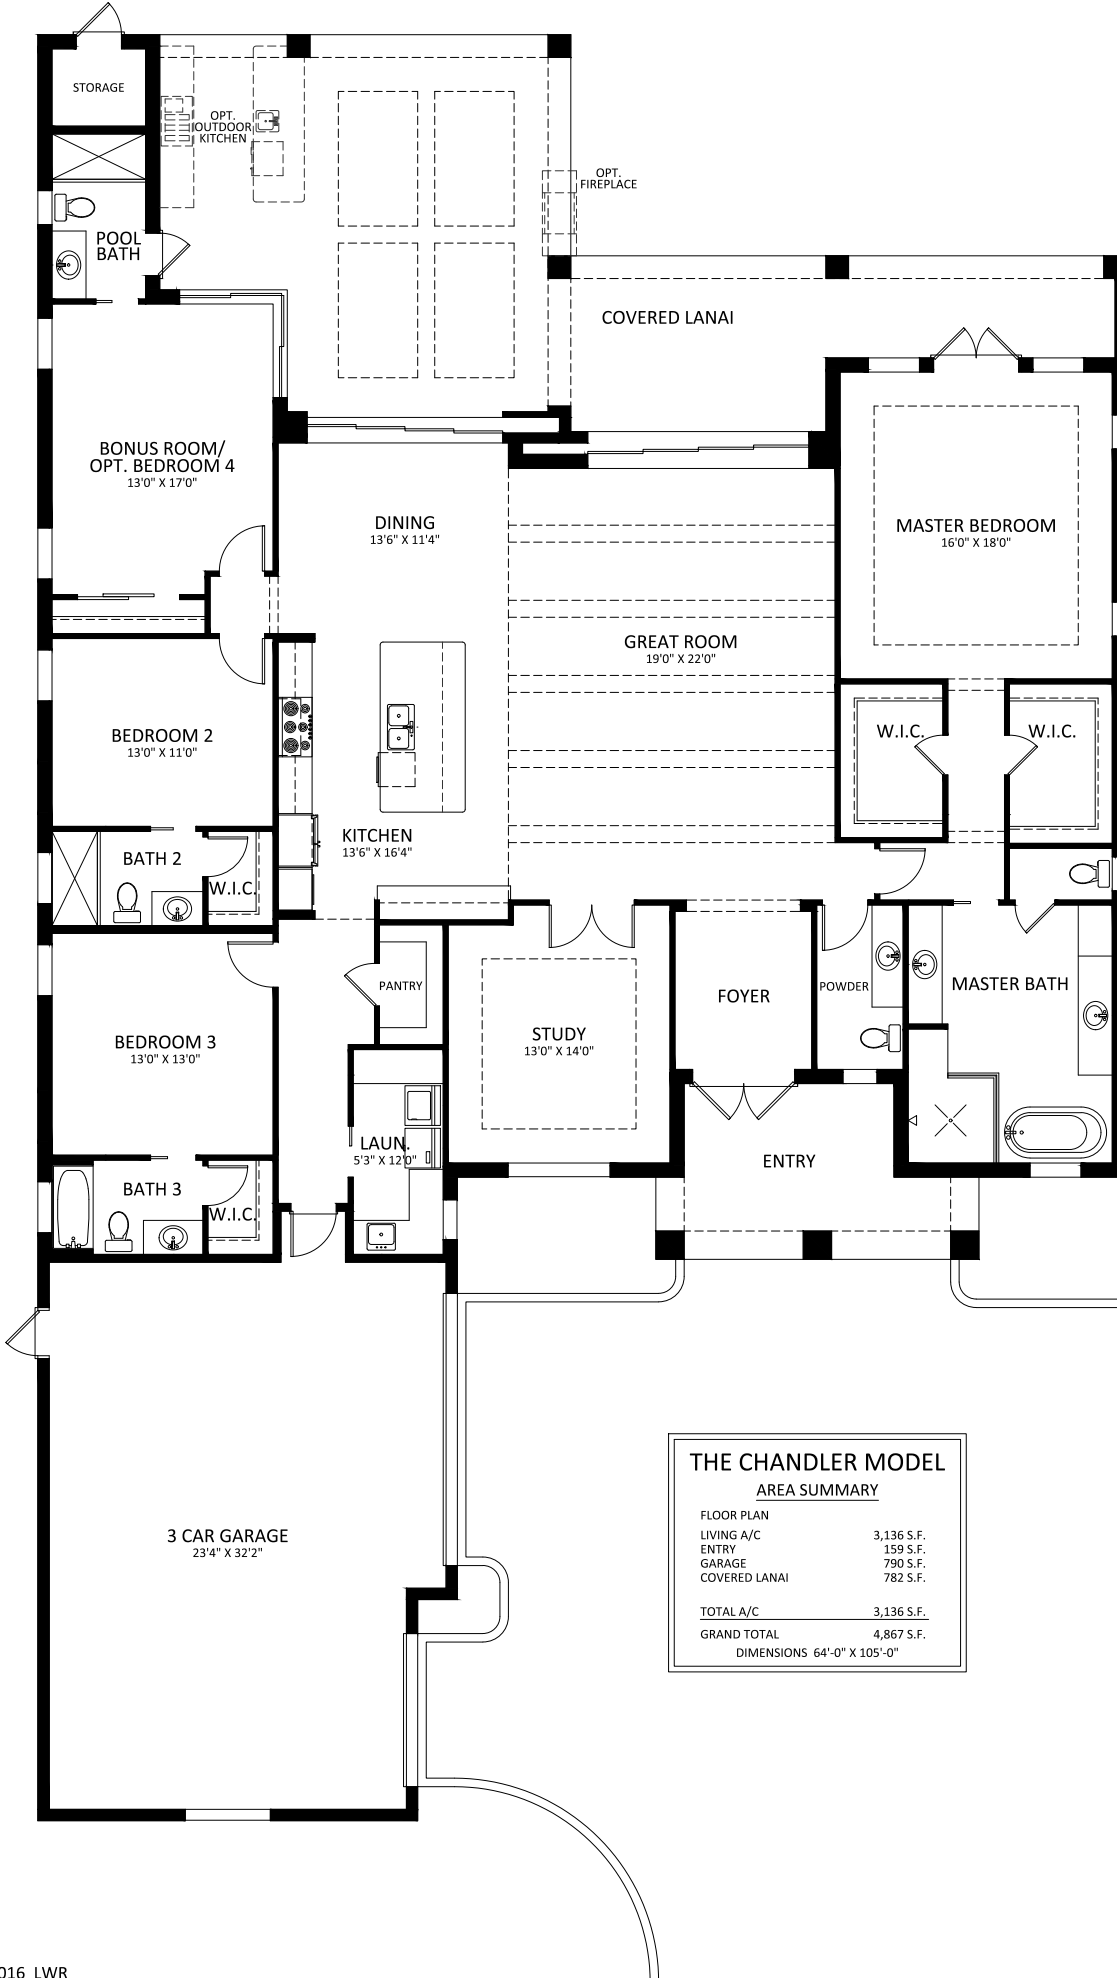 STORAGE
OPT.
OUTDOOR
KITCHEN
OPT.
FIREPLACE
POOL
BATH
COVERED LANAI
BONUS ROOM/
OPT. BEDROOM 4
13'0" X 17'0"
DINING
13'6" X 11'4"
MASTER BEDROOM
16'0" X 18'0"
GREAT ROOM
19'0" X 22'0"
BEDROOM 2
13'0" X 11'0"
W.I.C.
W.I.C.
KITCHEN
13'6" X 16'4"
BATH 2
W.I.C.
PANTRY
FOYER
POWDER
MASTER BATH
STUDY
13'0" X 14'0"
BEDROOM 3
13'0" X 13'0"
LAUN.
5'3" X 12'0"
ENTRY
BATH 3
W.I.C.
3 CAR GARAGE
23'4" X 32'2"
THE CHANDLER MODEL
AREA SUMMARY
FLOOR PLAN
LIVING A/C 3,136 S.F.
ENTRY 159 S.F.
GARAGE 790 S.F.
COVERED LANAI 782 S.F.
TOTAL A/C 3,136 S.F.
GRAND TOTAL 4,867 S.F.
DIMENSIONS 64'-0" X 105'-0"
016 LWR